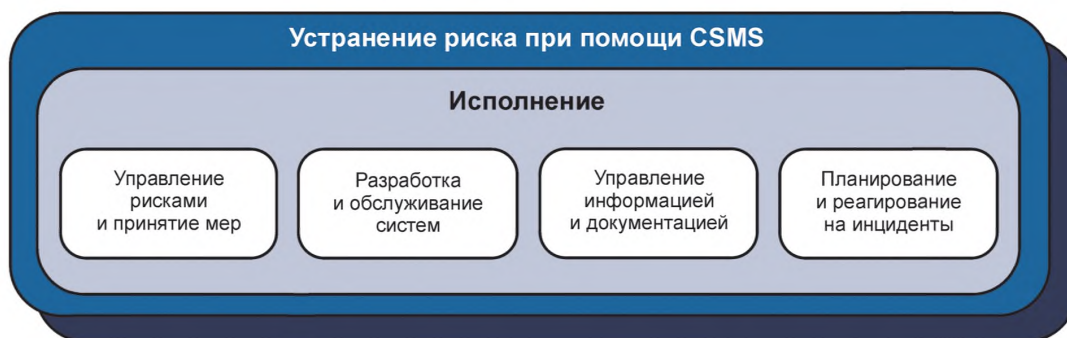 Устранение риска при помощи CSMS
Исполнение
Управление
рисками
и принятие мер
Разработка
и обслуживание
систем
Управление
информацией
и документацией
Планирование
и реагирование
на инциденты